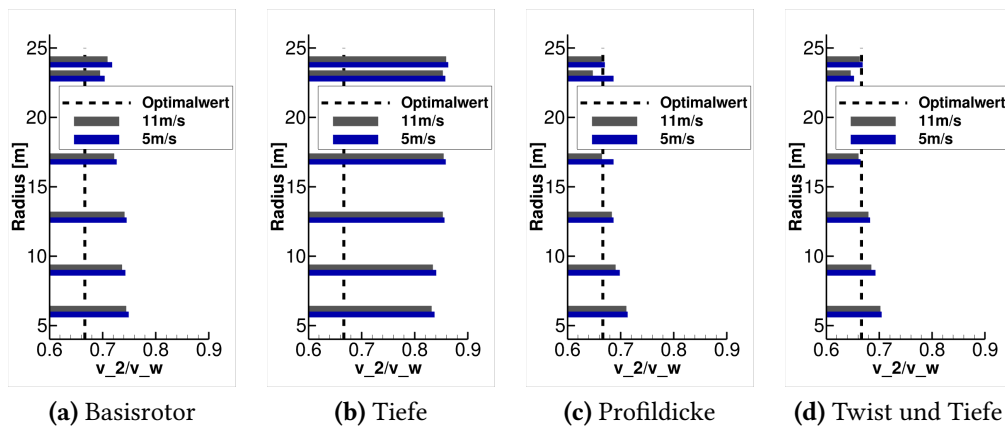 25
20
15
10
5
Radius [m]
Optimalwert
11m/s
5m/s
0.6 0.7 0.8 0.9
v_2/v_w
(a) Basisrotor
25
20
15
10
5
Radius [m]
Optimalwert
11m/s
5m/s
0.6 0.7 0.8 0.9
v_2/v_w
(b) Tiefe
25
20
15
10
5
Radius [m]
Optimalwert
11m/s
5m/s
0.6 0.7 0.8 0.9
v_2/v_w
(c) Profildicke
25
20
15
10
5
Radius [m]
Optimalwert
11m/s
5m/s
0.6 0.7 0.8 0.9
v_2/v_w
(d) Twist und Tiefe